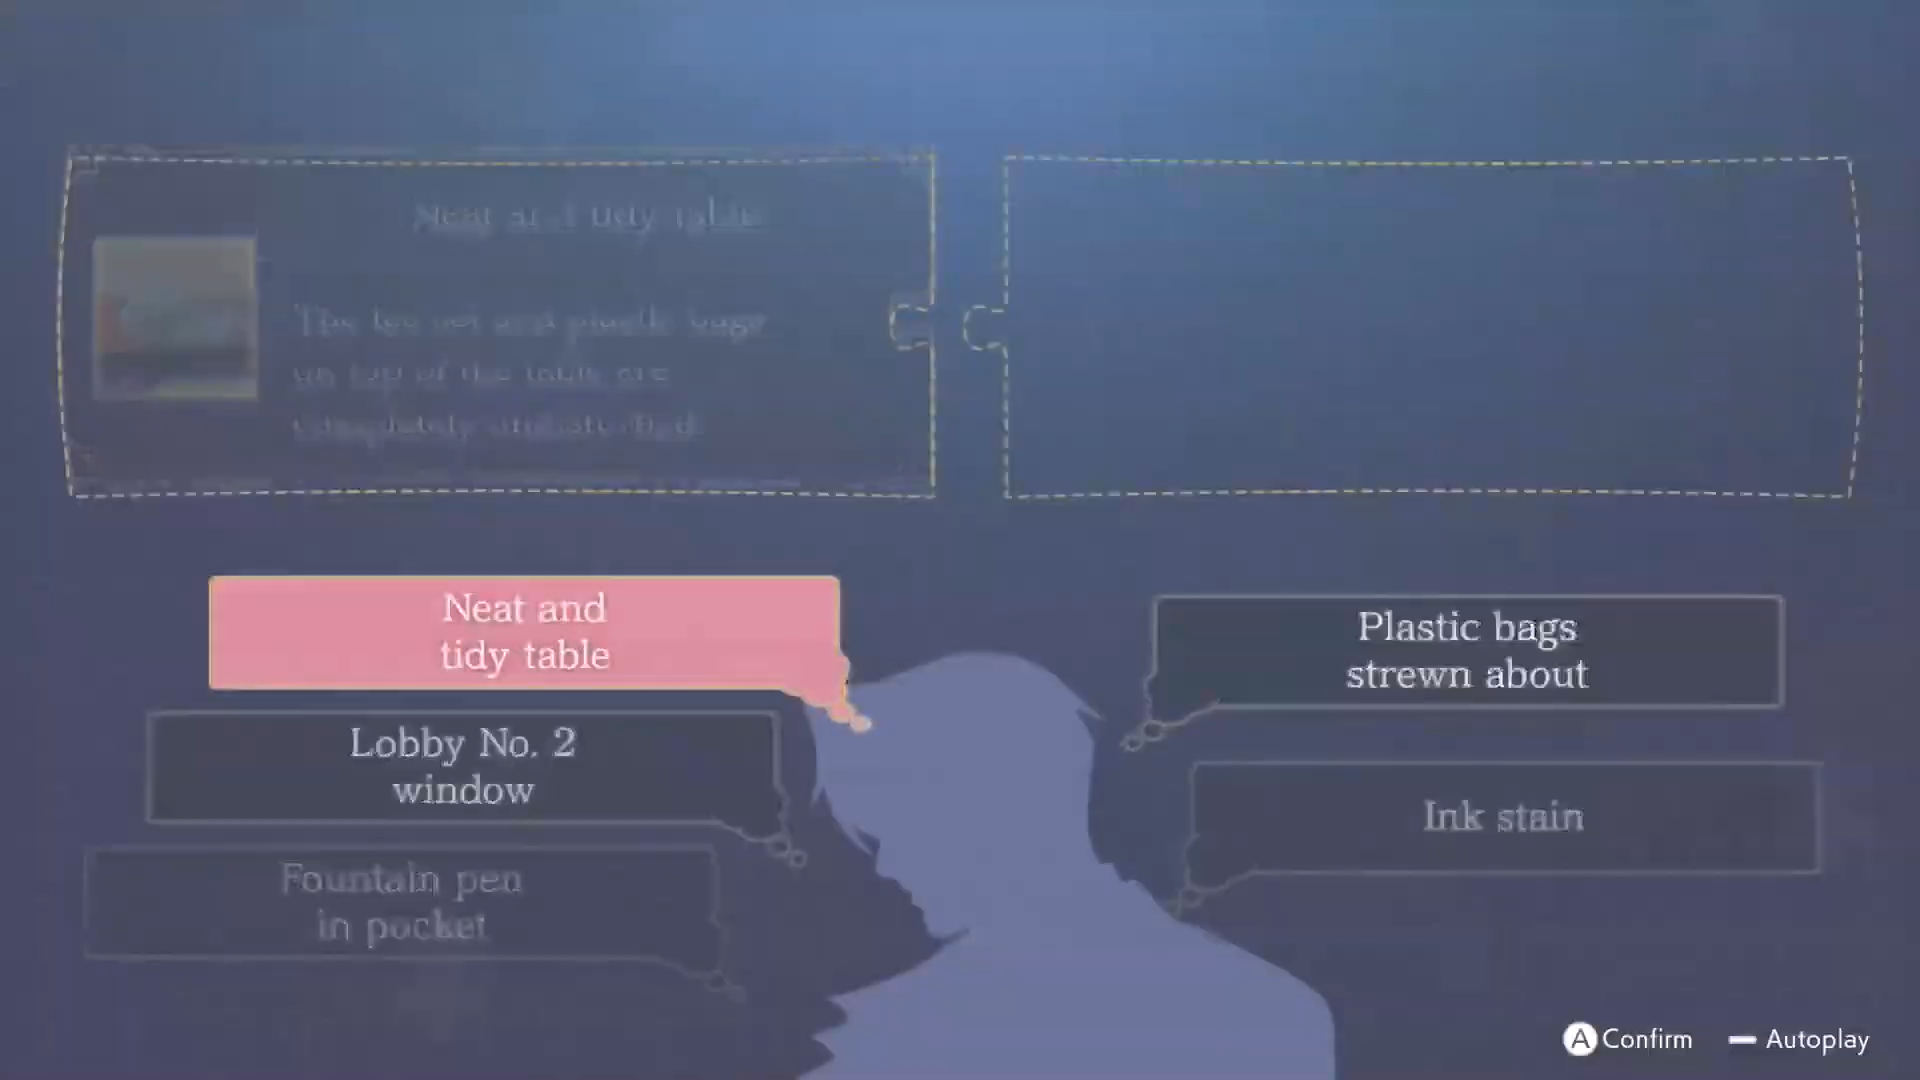 Neat and tidy table
The tea set and plastic bags
on top of the table are
completely undisturbed.
Neat and
tidy table
Plastic bags
strewn about
Lobby No. 2
window
Ink stain
Fountain pen
in pocket
A Confirm
Autoplay